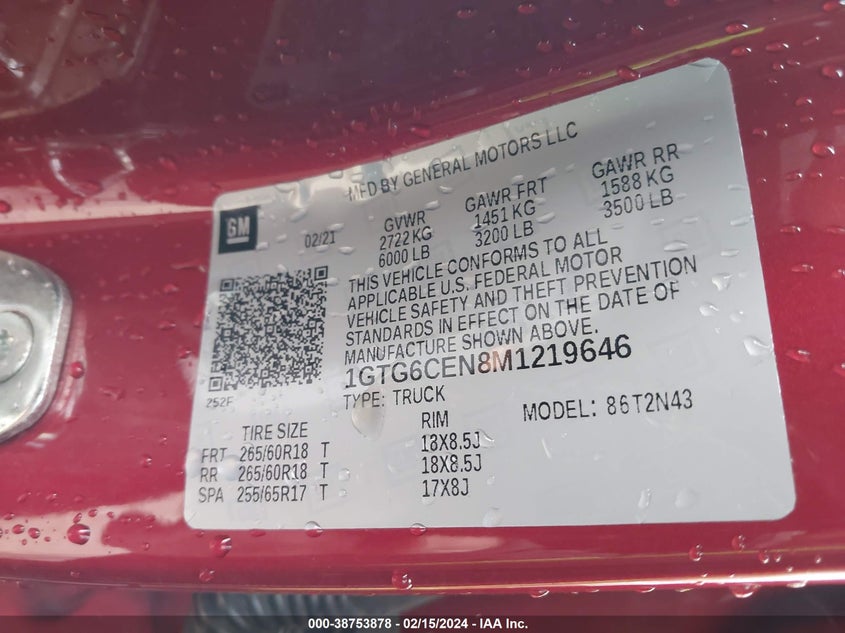 MFD BY GENERAL MOTORS LLC
GM
02/21
GVWR GAWR FRT GAWR RR
2722 KG 1451 KG 1588 KG
6000 LB 3200 LB 3500 LB
THIS VEHICLE CONFORMS TO ALL
APPLICABLE U.S. FEDERAL MOTOR
VEHICLE SAFETY AND THEFT PREVENTION
STANDARDS IN EFFECT ON THE DATE OF
MANUFACTURE SHOWN ABOVE.
1GTG6CEN8M1219646
252F
TYPE: TRUCK MODEL: 86T2N43
TIRE SIZE RIM
FRT 265/60R18 T 18X8.5J
RR 265/60R18 T 18X8.5J
SPA 255/65R17 T 17X8J
000-38753878 - 02/15/2024 - IAA Inc.